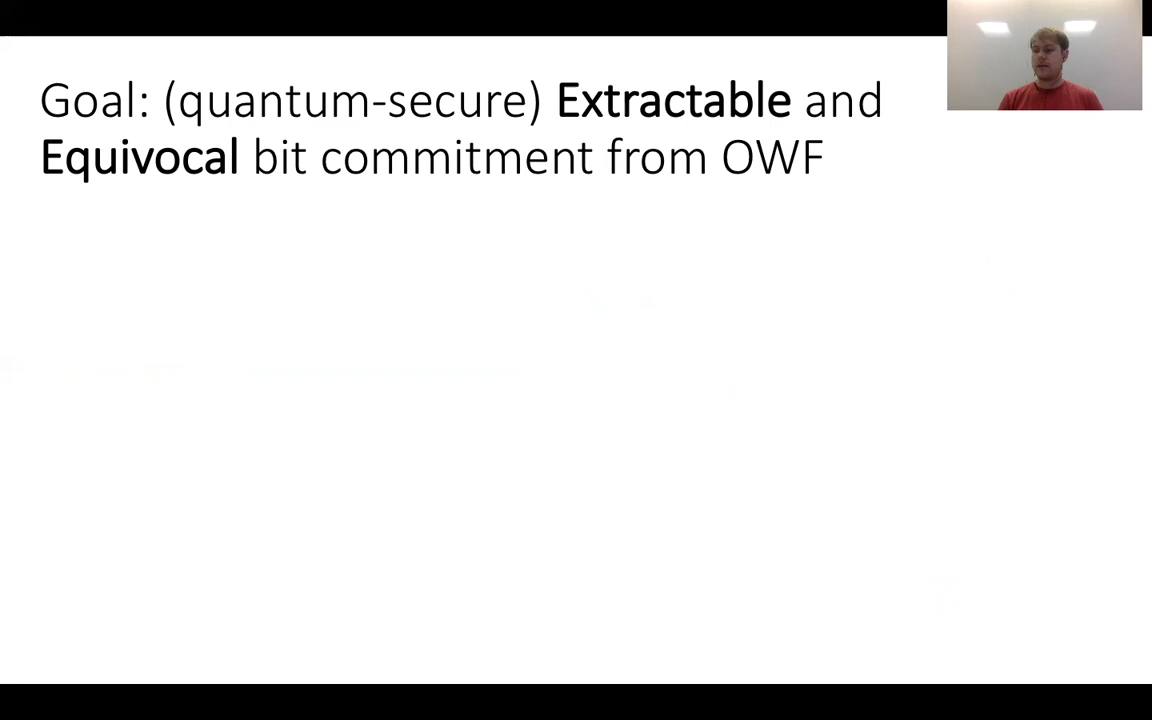 Goal: (quantum-secure) Extractable and
Equivocal bit commitment from OWF